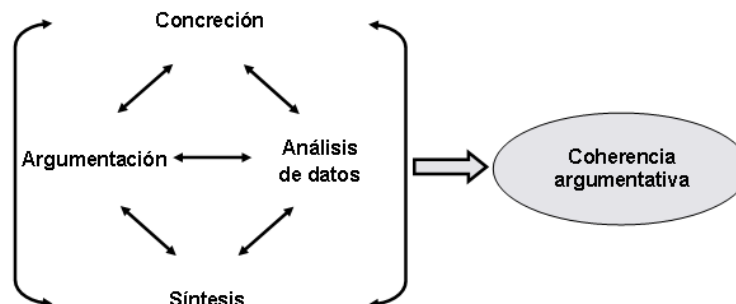 Concreción
Argumentación
Análisis
de datos
Coherencia
argumentativa
Síntesis